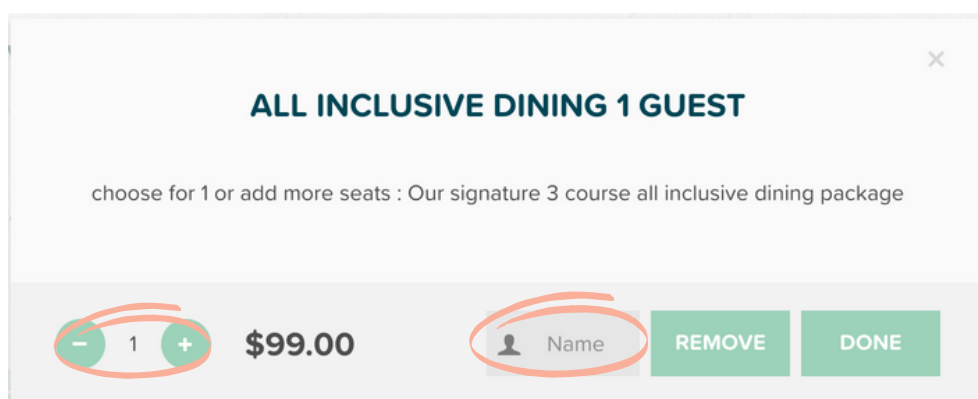 ALL INCLUSIVE DINING 1 GUEST
choose for 1 or add more seats : Our signature 3 course all inclusive dining package
- 1 + $99.00 Name REMOVE DONE